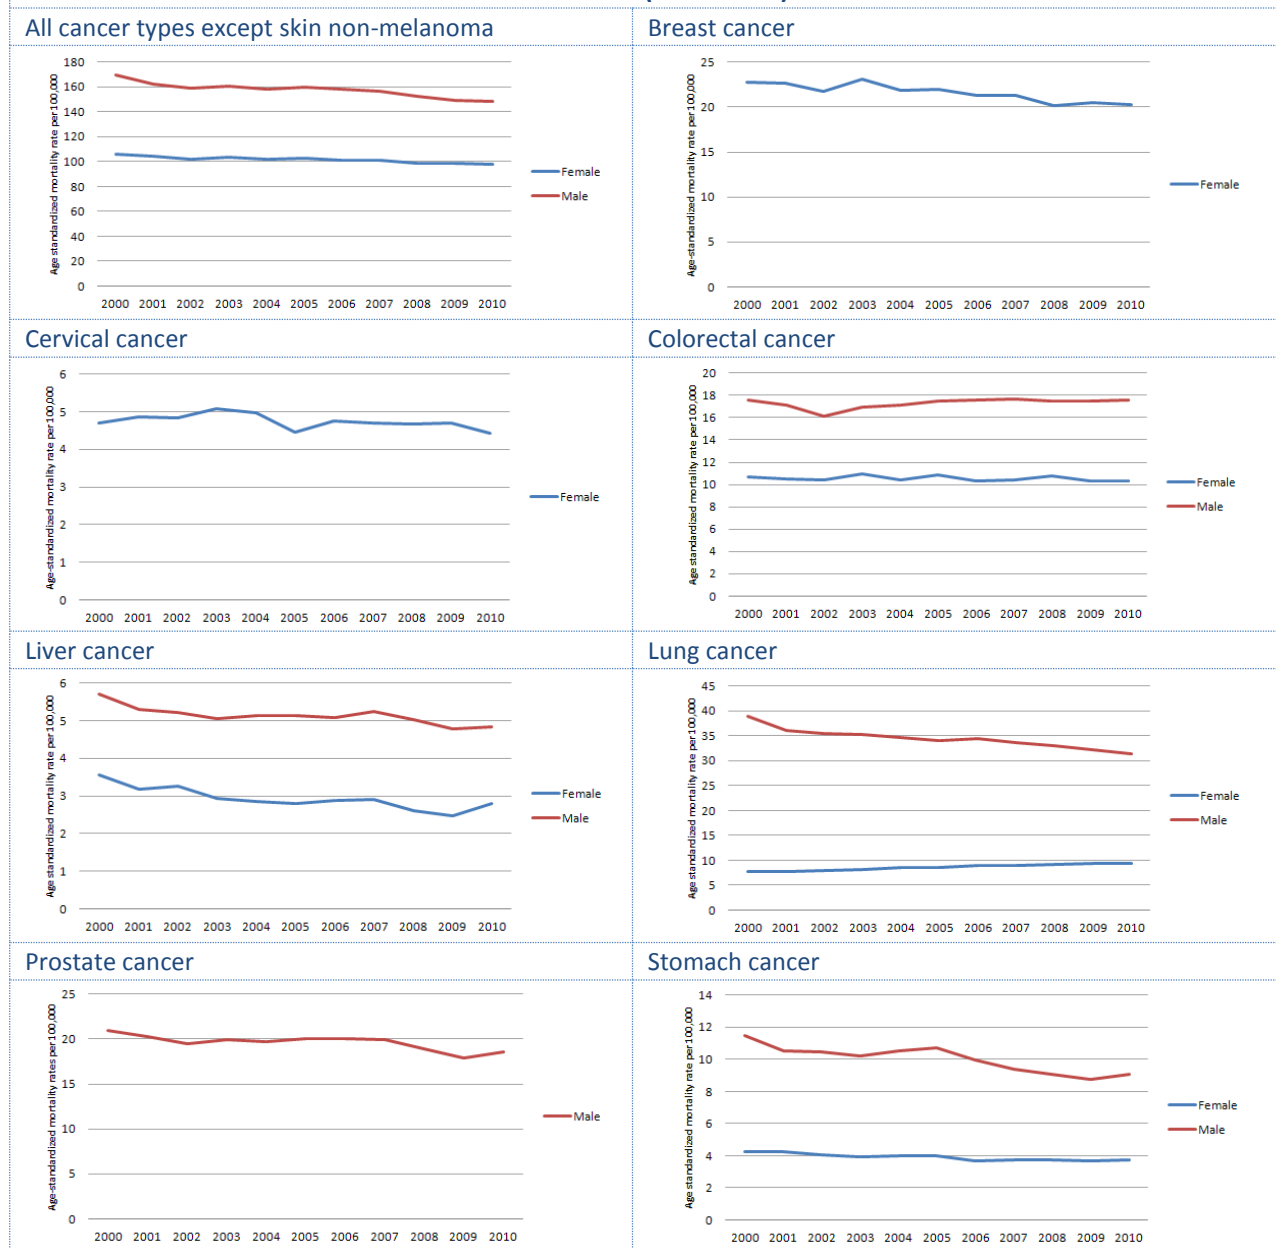 All cancer types except skin non-melanoma
Age standardized mortality rate per 100,000
180
160
140
120
100
80
60
40
20
0
2000 2001 2002 2003 2004 2005 2006 2007 2008 2009 2010
Female
Male
Breast cancer
Age-standardized mortality rate per 100,000
25
20
15
10
5
0
2000 2001 2002 2003 2004 2005 2006 2007 2008 2009 2010
Female
Cervical cancer
Age-standardized mortality rate per 100,000
6
5
4
3
2
1
0
2000 2001 2002 2003 2004 2005 2006 2007 2008 2009 2010
Female
Colorectal cancer
Age standardized mortality rate per 100,000
20
18
16
14
12
10
8
6
4
2
0
2000 2001 2002 2003 2004 2005 2006 2007 2008 2009 2010
Female
Male
Liver cancer
Age standardized mortality rate per 100,000
6
5
4
3
2
1
0
2000 2001 2002 2003 2004 2005 2006 2007 2008 2009 2010
Female
Male
Lung cancer
Age standardized mortality rate per 100,000
45
40
35
30
25
20
15
10
5
0
2000 2001 2002 2003 2004 2005 2006 2007 2008 2009 2010
Female
Male
Prostate cancer
Age-standardized mortality rates per 100,000
25
20
15
10
5
0
2000 2001 2002 2003 2004 2005 2006 2007 2008 2009 2010
Male
Stomach cancer
Age standardized mortality rate per 100,000
14
12
10
8
6
4
2
0
2000 2001 2002 2003 2004 2005 2006 2007 2008 2009 2010
Female
Male